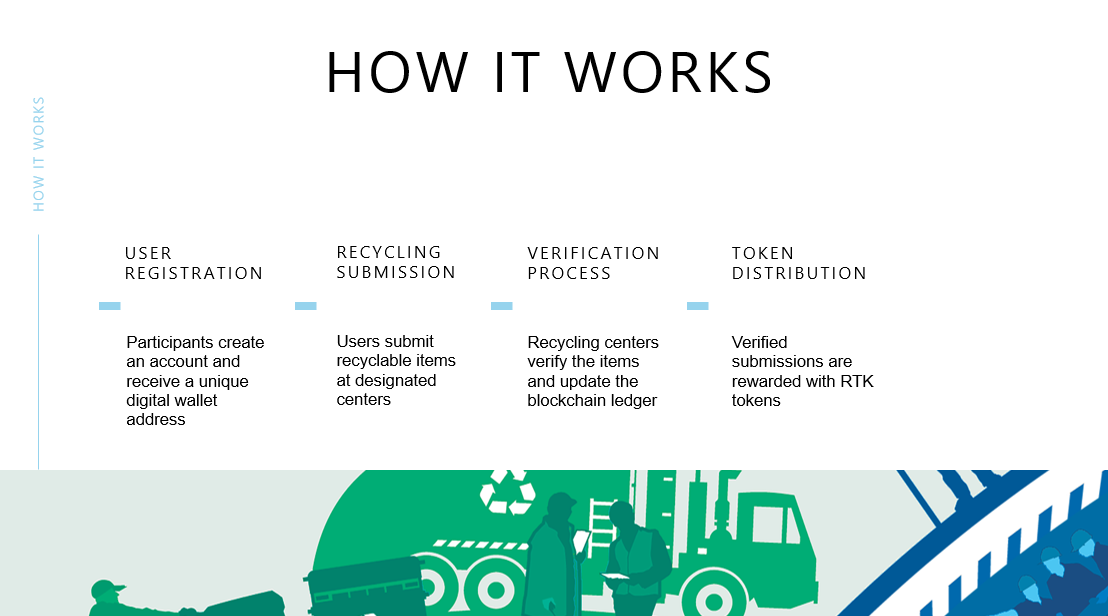 HOW IT WORKS
HOW IT WORKS
USER
REGISTRATION
Participants create
an account and
receive a unique
digital wallet
address
RECYCLING
SUBMISSION
Users submit
recyclable items
at designated
centers
VERIFICATION
PROCESS
Recycling centers
verify the items
and update the
blockchain ledger
TOKEN
DISTRIBUTION
Verified
submissions are
rewarded with RTK
tokens